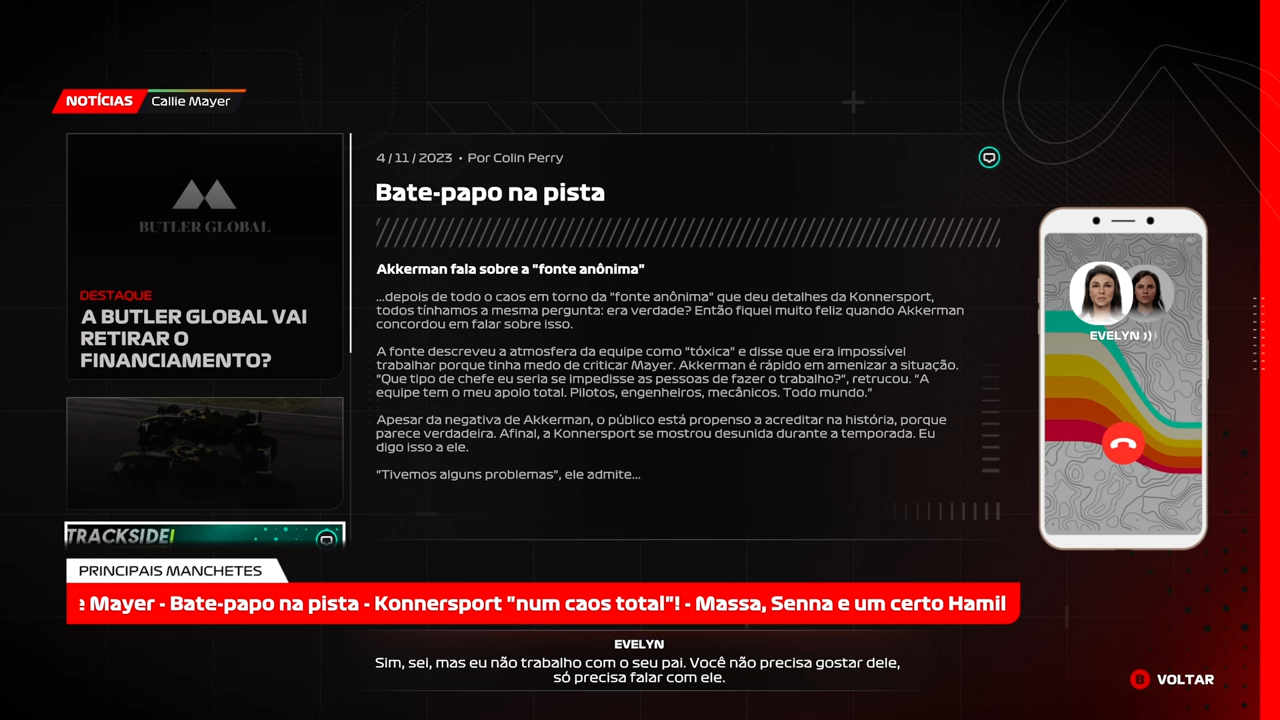 NOTÍCIAS
Callie Mayer
BUTLER GLOBAL
DESTAQUE
A BUTLER GLOBAL VAI
RETIRAR O
FINANCIAMENTO?
TRACKSIDE!
4 / 11 / 2023 • Por Colin Perry
Bate-papo na pista
Akkerman fala sobre a "fonte anônima"
...depois de todo o caos em torno da "fonte anônima" que deu detalhes da Konnersport,
todos tínhamos a mesma pergunta: era verdade? Então fiquei muito feliz quando Akkerman
concordou em falar sobre isso.
A fonte descreveu a atmosfera da equipe como "tóxica" e disse que era impossível
trabalhar porque tinha medo de criticar Mayer. Akkerman é rápido em amenizar a situação.
"Que tipo de chefe eu seria se impedisse as pessoas de fazer o trabalho?", retrucou. "A
equipe tem o meu apoio total. Pilotos, engenheiros, mecânicos. Todo mundo."
Apesar da negativa de Akkerman, o público está propenso a acreditar na história, porque
parece verdadeira. Afinal, a Konnersport se mostrou desunida durante a temporada. Eu
digo isso a ele.
"Tivemos alguns problemas", ele admite...
EVELYN
PRINCIPAIS MANCHETES
e Mayer - Bate-papo na pista - Konnersport "num caos total"! - Massa, Senna e um certo Hamil
EVELYN
Sim, sei, mas eu não trabalho com o seu pai. Você não precisa gostar dele,
só precisa falar com ele.
B VOLTAR